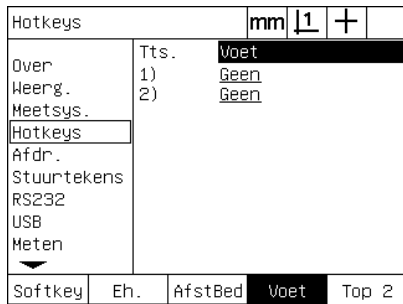 Hotkeys mm 1
Over
Weerg.
Meetsys.
Hotkeys
Afdr.
Stuurtekens
RS232
USB
Meten
Tts. Voet
1) Geen
2) Geen
Softkey Eh. AfstBed Voet Top 2